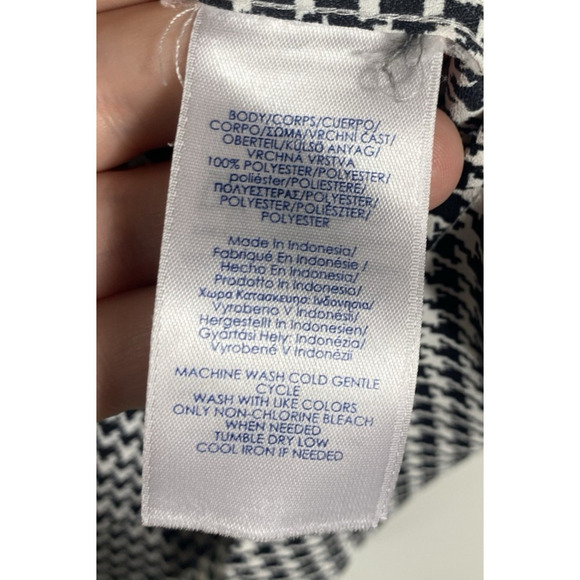 BODY/CORPS/CUERPO/
CORPO/ΣΩΜΑ/VRCHNI CAST/
OBERTEIL/KÜLSO ANYAG/
VRCHNÁ VRSTVA
100% POLYESTER/POLYESTER/
poliéster/POLIESTERE/
ΠΟΛΥΕΣΤΕΡΑΣ/POLYESTER/
POLYESTER/POLIÉSZTER/
POLYESTER
Made In Indonesia/
Fabriqué En Indonésie /
Hecho En Indonesia/
Prodotto In Indonesia/
Χωρα Κατασκευησ: Ινδονησια/
Vyrobeno V Indonésii/
Hergestellt In Indonesien/
Gyártási Hely: Indonézia/
Vyrobené V Indonézii
MACHINE WASH COLD GENTLE
CYCLE
WASH WITH LIKE COLORS
ONLY NON-CHLORINE BLEACH
WHEN NEEDED
TUMBLE DRY LOW
COOL IRON IF NEEDED